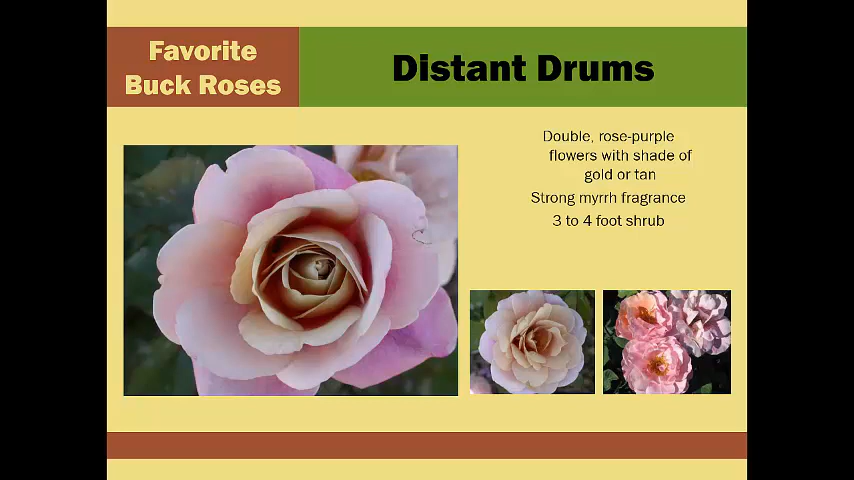 Favorite
Buck Roses
Distant Drums
Double, rose-purple
flowers with shade of
gold or tan
Strong myrrh fragrance
3 to 4 foot shrub